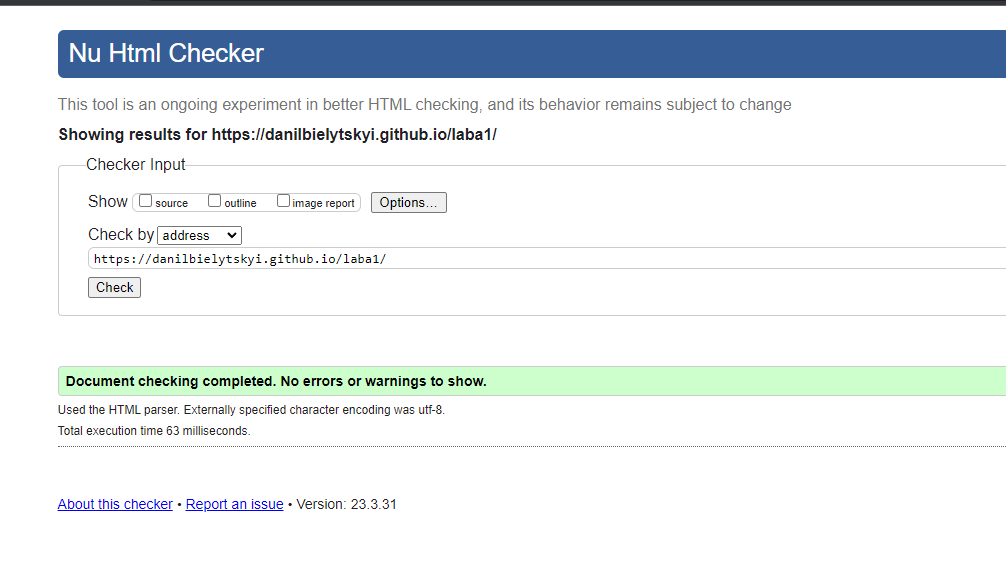 Nu Html Checker
This tool is an ongoing experiment in better HTML checking, and its behavior remains subject to change
Showing results for https://danilbielytskyi.github.io/laba1/
Checker Input
Show source outline image report Options...
Check by address
https://danilbielytskyi.github.io/laba1/
Check
Document checking completed. No errors or warnings to show.
Used the HTML parser. Externally specified character encoding was utf-8.
Total execution time 63 milliseconds.
About this checker • Report an issue • Version: 23.3.31